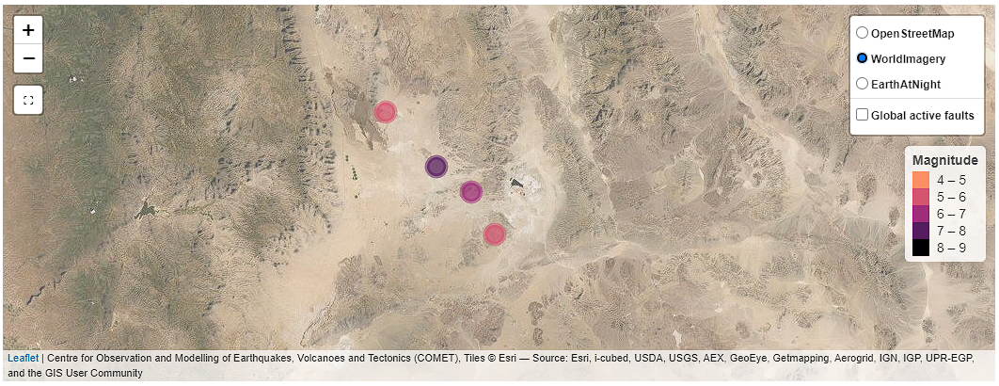 +
−
OpenStreetMap
WorldImagery
EarthAtNight
Global active faults
Magnitude
4 – 5
5 – 6
6 – 7
7 – 8
8 – 9
Leaflet | Centre for Observation and Modelling of Earthquakes, Volcanoes and Tectonics (COMET), Tiles © Esri — Source: Esri, i-cubed, USDA, USGS, AEX, GeoEye, Getmapping, Aerogrid, IGN, IGP, UPR-EGP,
and the GIS User Community